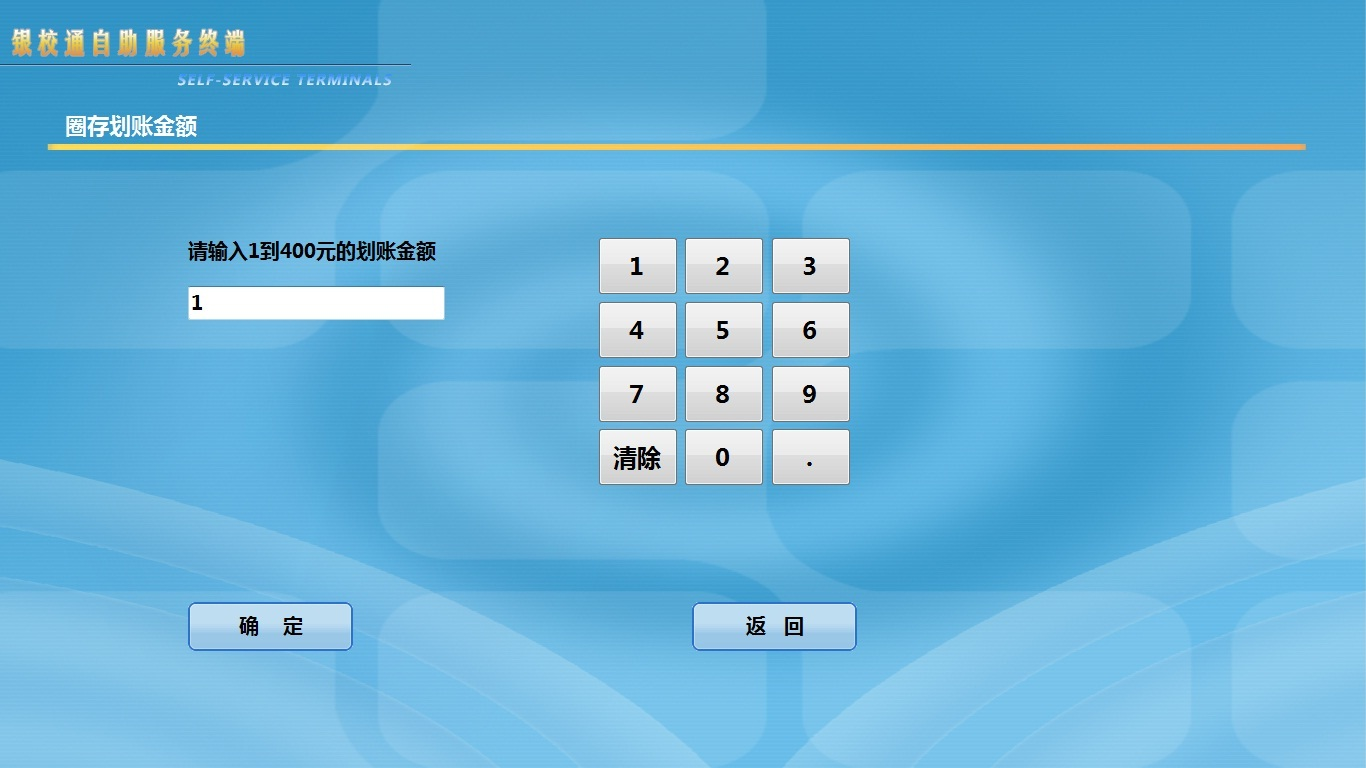 银校通自助服务终端
SELF-SERVICE TERMINALS
圈存划账金额
请输入1到400元的划账金额
1
1 2 3
4 5 6
7 8 9
清除 0 .
确 定 返 回